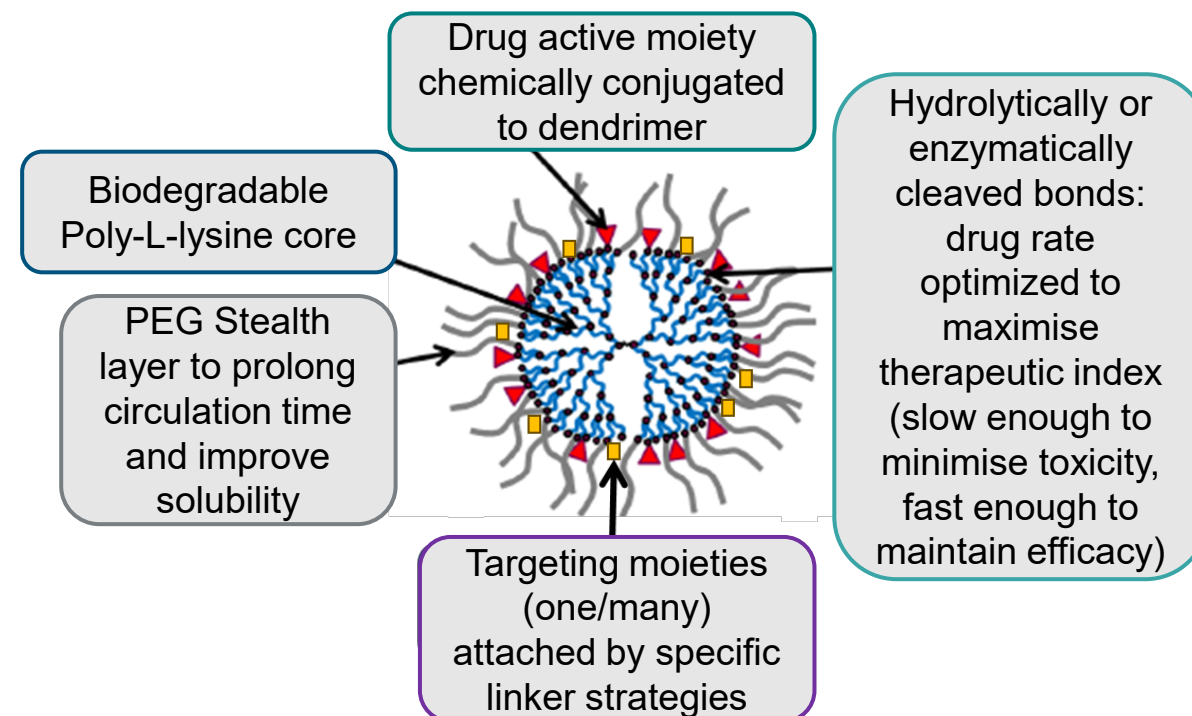 Drug active moiety
chemically conjugated
to dendrimer
Biodegradable
Poly-L-lysine core
PEG Stealth
layer to prolong
circulation time
and improve
solubility
Hydrolytically or
enzymatically
cleaved bonds:
drug rate
optimized to
maximise
therapeutic index
(slow enough to
minimise toxicity,
fast enough to
maintain efficacy)
Targeting moieties
(one/many)
attached by specific
linker strategies